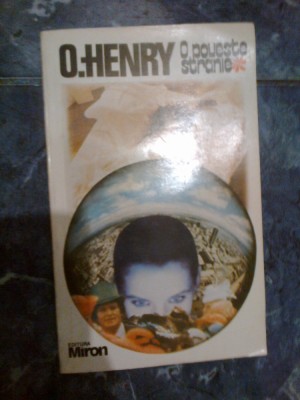 O.HENRY
O poveste
stranie
EDITURA
Miron